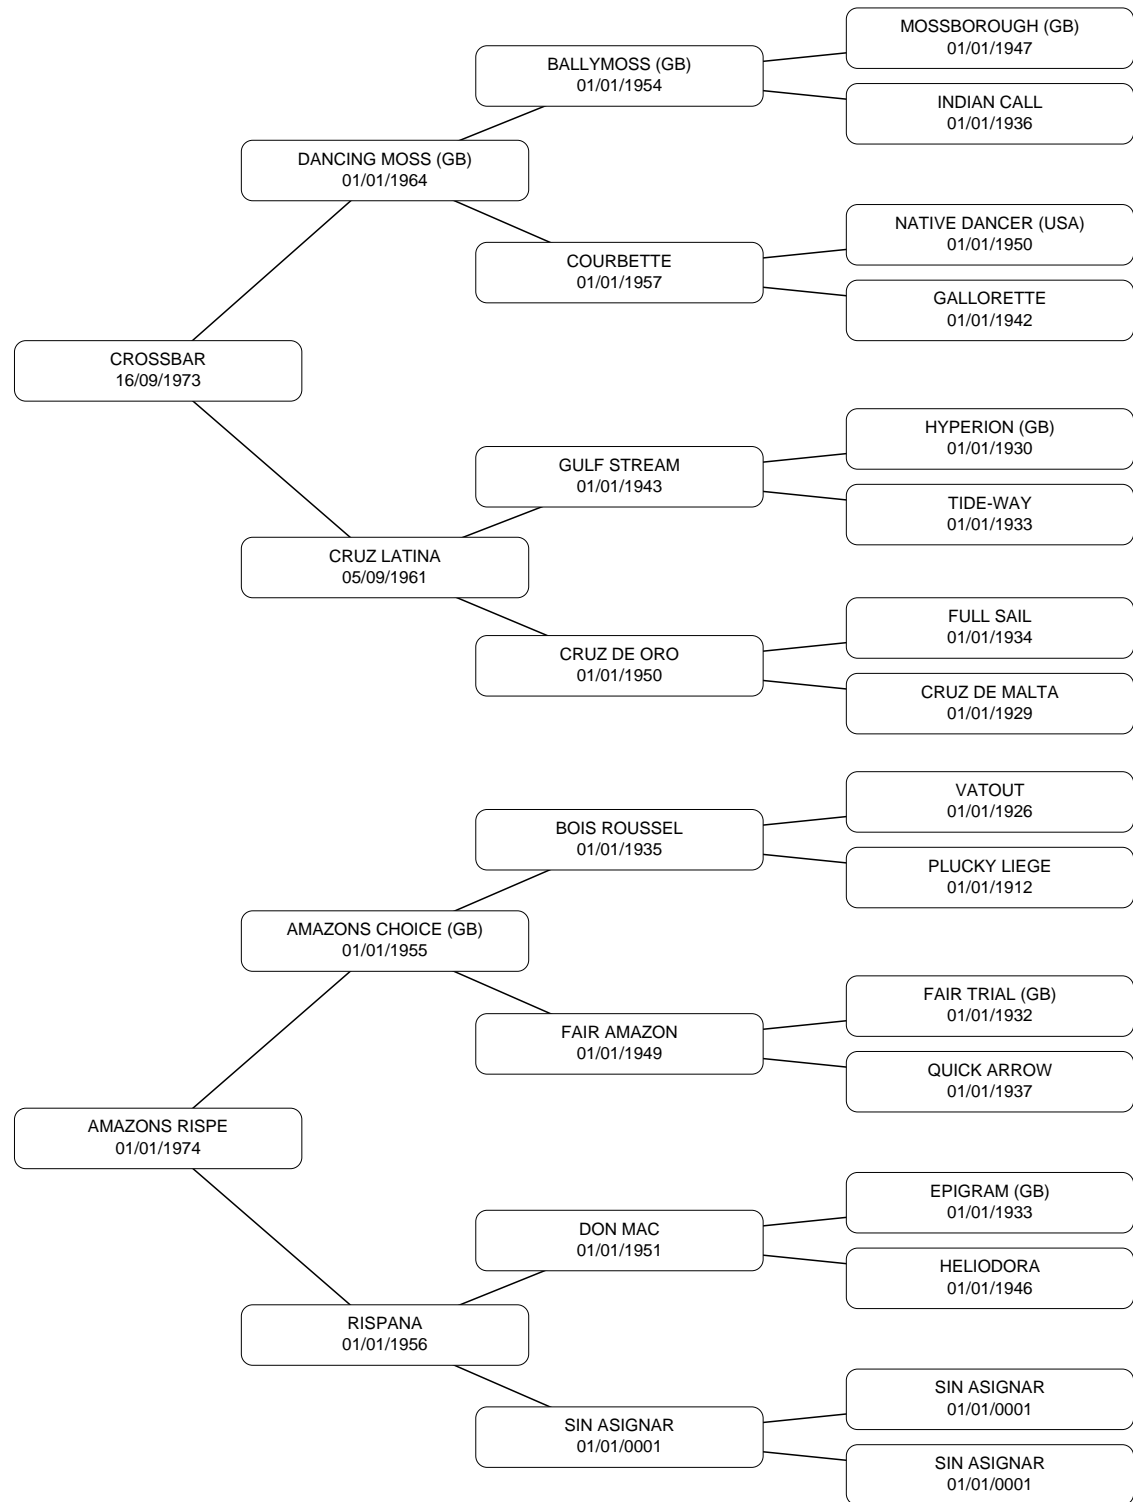 MOSSBOROUGH (GB)
01/01/1947
BALLYMOSS (GB)
01/01/1954
INDIAN CALL
01/01/1936
DANCING MOSS (GB)
01/01/1964
NATIVE DANCER (USA)
01/01/1950
COURBETTE
01/01/1957
GALLORETTE
01/01/1942
CROSSBAR
16/09/1973
HYPERION (GB)
01/01/1930
GULF STREAM
01/01/1943
TIDE-WAY
01/01/1933
CRUZ LATINA
05/09/1961
FULL SAIL
01/01/1934
CRUZ DE ORO
01/01/1950
CRUZ DE MALTA
01/01/1929
VATOUT
01/01/1926
BOIS ROUSSEL
01/01/1935
PLUCKY LIEGE
01/01/1912
AMAZONS CHOICE (GB)
01/01/1955
FAIR TRIAL (GB)
01/01/1932
FAIR AMAZON
01/01/1949
QUICK ARROW
01/01/1937
AMAZONS RISPE
01/01/1974
EPIGRAM (GB)
01/01/1933
DON MAC
01/01/1951
HELIODORA
01/01/1946
RISPANA
01/01/1956
SIN ASIGNAR
01/01/0001
SIN ASIGNAR
01/01/0001
SIN ASIGNAR
01/01/0001